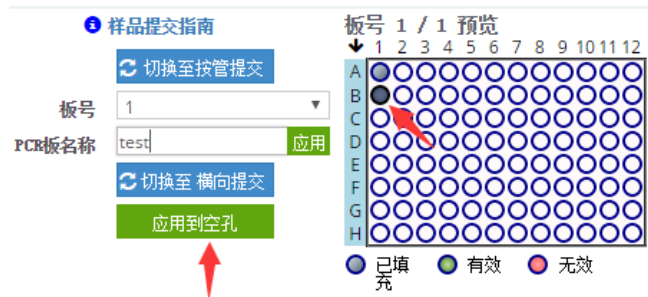 样品提交指南
切换至按管提交
板号 1
PCR板名称 test 应用
切换至 横向提交
应用到空孔
板号 1 / 1 预览
1 2 3 4 5 6 7 8 9 10 11 12
A
B
C
D
E
F
G
H
已填充 有效 无效